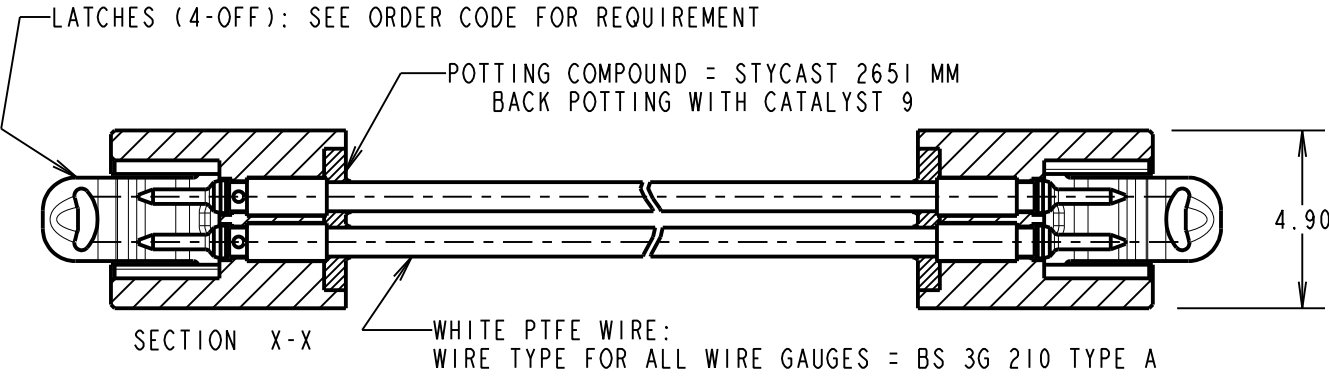 LATCHES (4-OFF): SEE ORDER CODE FOR REQUIREMENT
POTTING COMPOUND = STYCAST 2651 MM
BACK POTTING WITH CATALYST 9
4.90
SECTION X-X
WHITE PTFE WIRE:
WIRE TYPE FOR ALL WIRE GAUGES = BS 3G 210 TYPE A